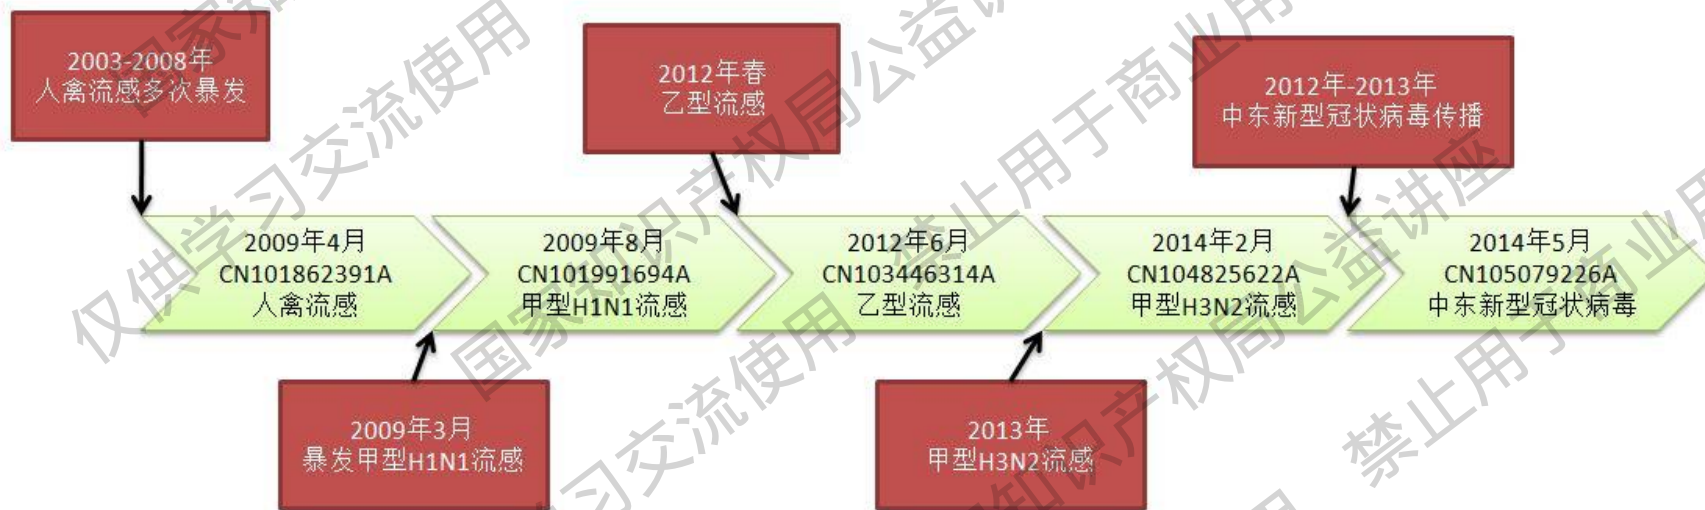 2003-2008年
人禽流感多次暴发
2012年春
乙型流感
2012年-2013年
中东新型冠状病毒传播
2009年4月
CN101862391A
人禽流感
2009年8月
CN101991694A
甲型H1N1流感
2012年6月
CN103446314A
乙型流感
2014年2月
CN104825622A
甲型H3N2流感
2014年5月
CN105079226A
中东新型冠状病毒
2009年3月
暴发甲型H1N1流感
2013年
甲型H3N2流感
仅供学习交流使用
国家知识产权局公益讲座
禁止用于商业用